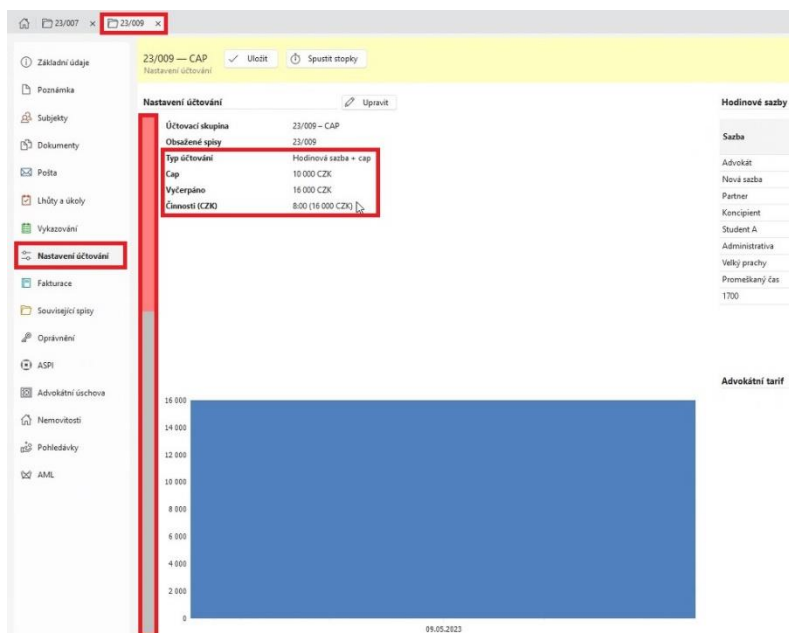 23/007 × 23/009 ×
Základní údaje
Poznámka
Subjekty
Dokumenty
Pošta
Lhůty a úkoly
Vykazování
Nastavení účtování
Fakturace
Související spisy
Oprávnění
ASPI
Advokátní úschova
Nemovitosti
Pohledávky
AML
23/009 — CAP Uložit Spustit stopky
Nastavení účtování
Nastavení účtování Upravit
Účtovací skupina 23/009 – CAP
Obsažené spisy 23/009
Typ účtování Hodinová sazba + cap
Cap 10 000 CZK
Vyčerpáno 16 000 CZK
Činnosti (CZK) 8:00 (16 000 CZK)
16 000
14 000
12 000
10 000
8 000
6 000
4 000
2 000
0
09.05.2023
Hodinové sazby
Sazba
Advokát
Nová sazba
Partner
Koncipient
Student A
Administrativa
Velký prachy
Promeškaný čas
1700
Advokátní tarif